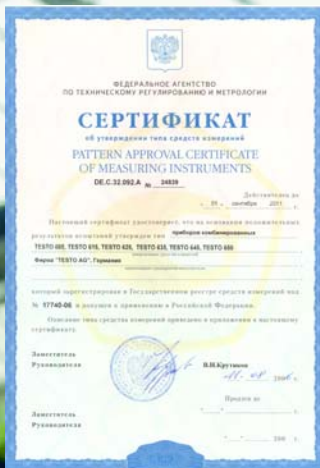 ФЕДЕРАЛЬНОЕ АГЕНТСТВО
ПО ТЕХНИЧЕСКОМУ РЕГУЛИРОВАНИЮ И МЕТРОЛОГИИ
СЕРТИФИКАТ
об утверждении типа средств измерений
PATTERN APPROVAL CERTIFICATE
OF MEASURING INSTRUMENTS
DE.C.32.092.A № 24839
Действителен до
сентября 2011 г.
Настоящий сертификат удостоверяет, что на основании положительных
результатов испытаний утвержден тип приборов комбинированных
TESTO 615, TESTO 625, TESTO 635, TESTO 645, TESTO 650
Фирма "TESTO AG", Германия
который зарегистрирован в Государственном реестре средств измерений под
№ 17740-06 и допущен к применению в Российской Федерации.
Описание типа средства измерений приведено в приложении к настоящему
сертификату.
Заместитель
Руководителя
В.Н.Крутиков
Продлен до
Заместитель
Руководителя